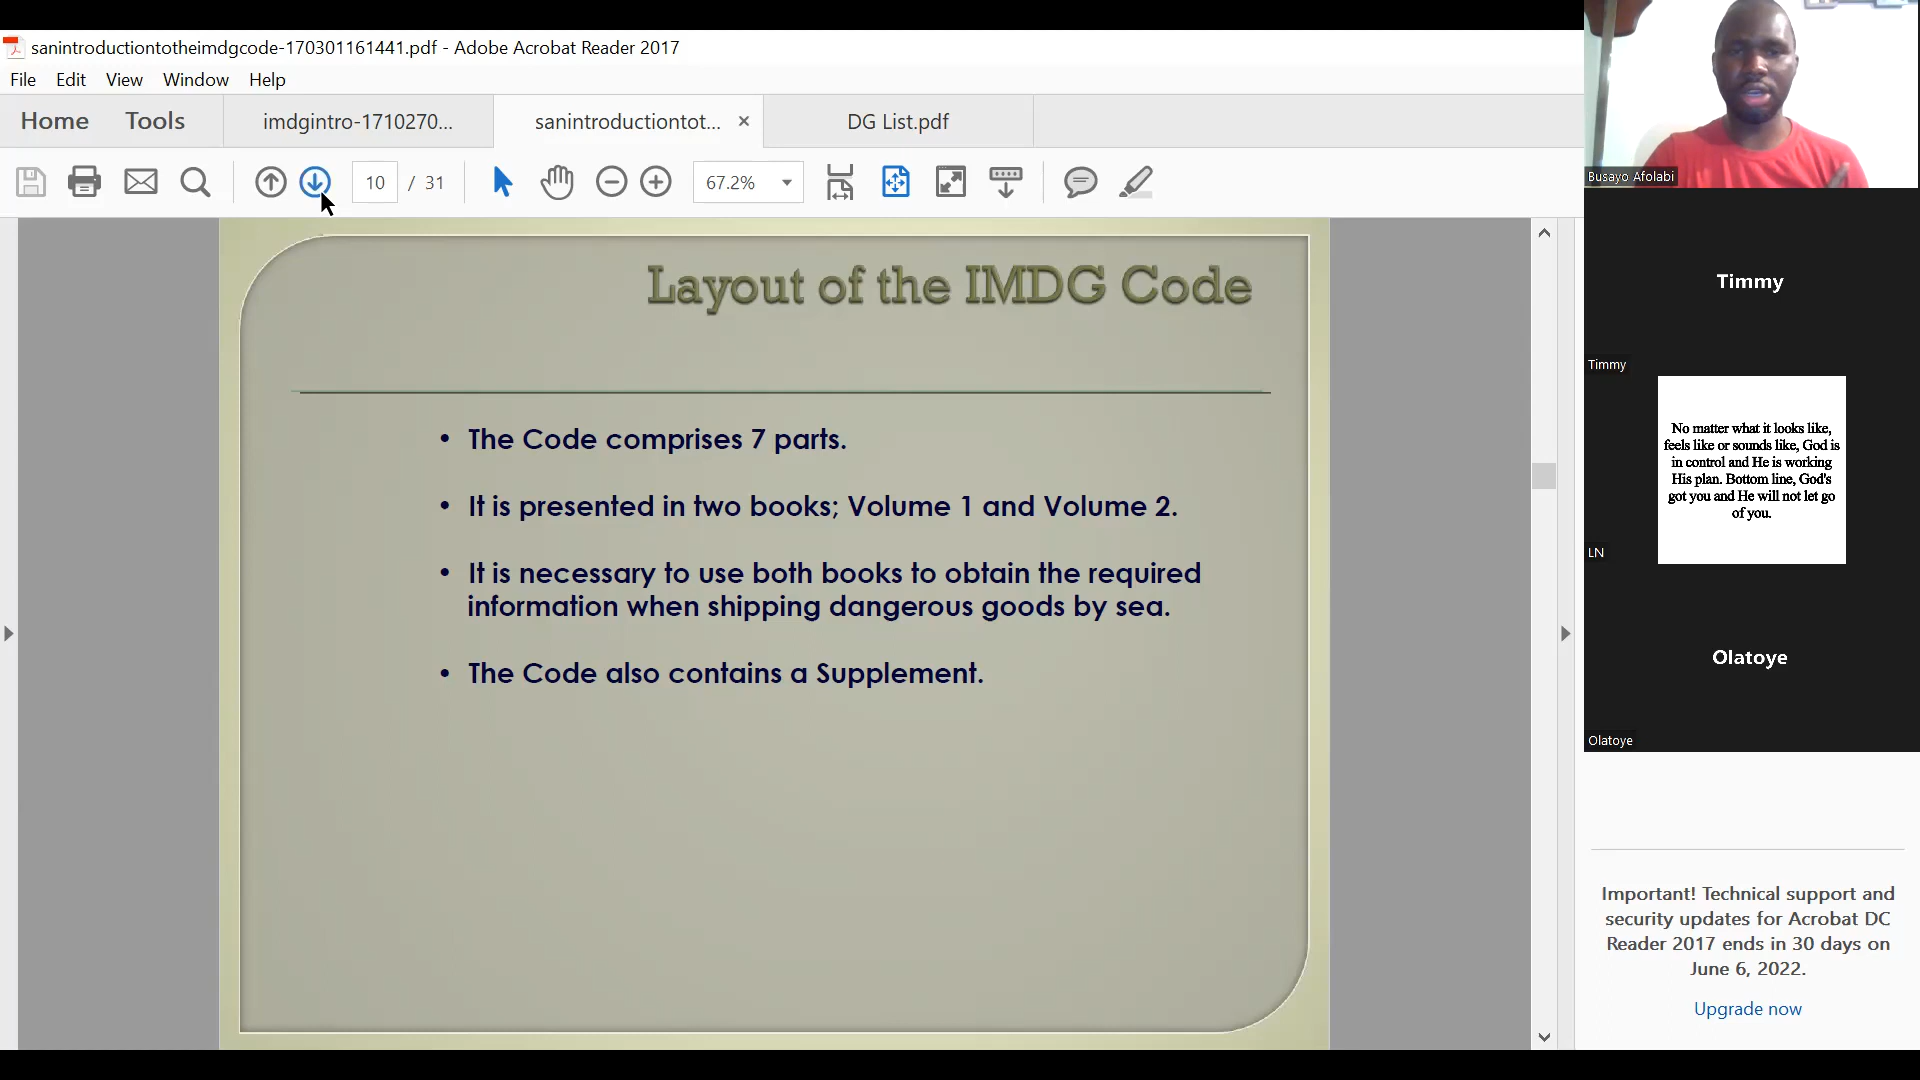 sanintroductiontotheimdgcode-170301161441.pdf - Adobe Acrobat Reader 2017
File Edit View Window Help
Home Tools imdgintro-1710270... sanintroductiontot... × DG List.pdf
10 / 31 67.2%
Layout of the IMDG Code
• The Code comprises 7 parts.
• It is presented in two books; Volume 1 and Volume 2.
• It is necessary to use both books to obtain the required
information when shipping dangerous goods by sea.
• The Code also contains a Supplement.
Busayo Afolabi
Timmy
Timmy
No matter what it looks like,
feels like or sounds like, God is
in control and He is working
His plan. Bottom line, God's
got you and He will not let go
of you.
LN
Olatoye
Olatoye
Important! Technical support and
security updates for Acrobat DC
Reader 2017 ends in 30 days on
June 6, 2022.
Upgrade now